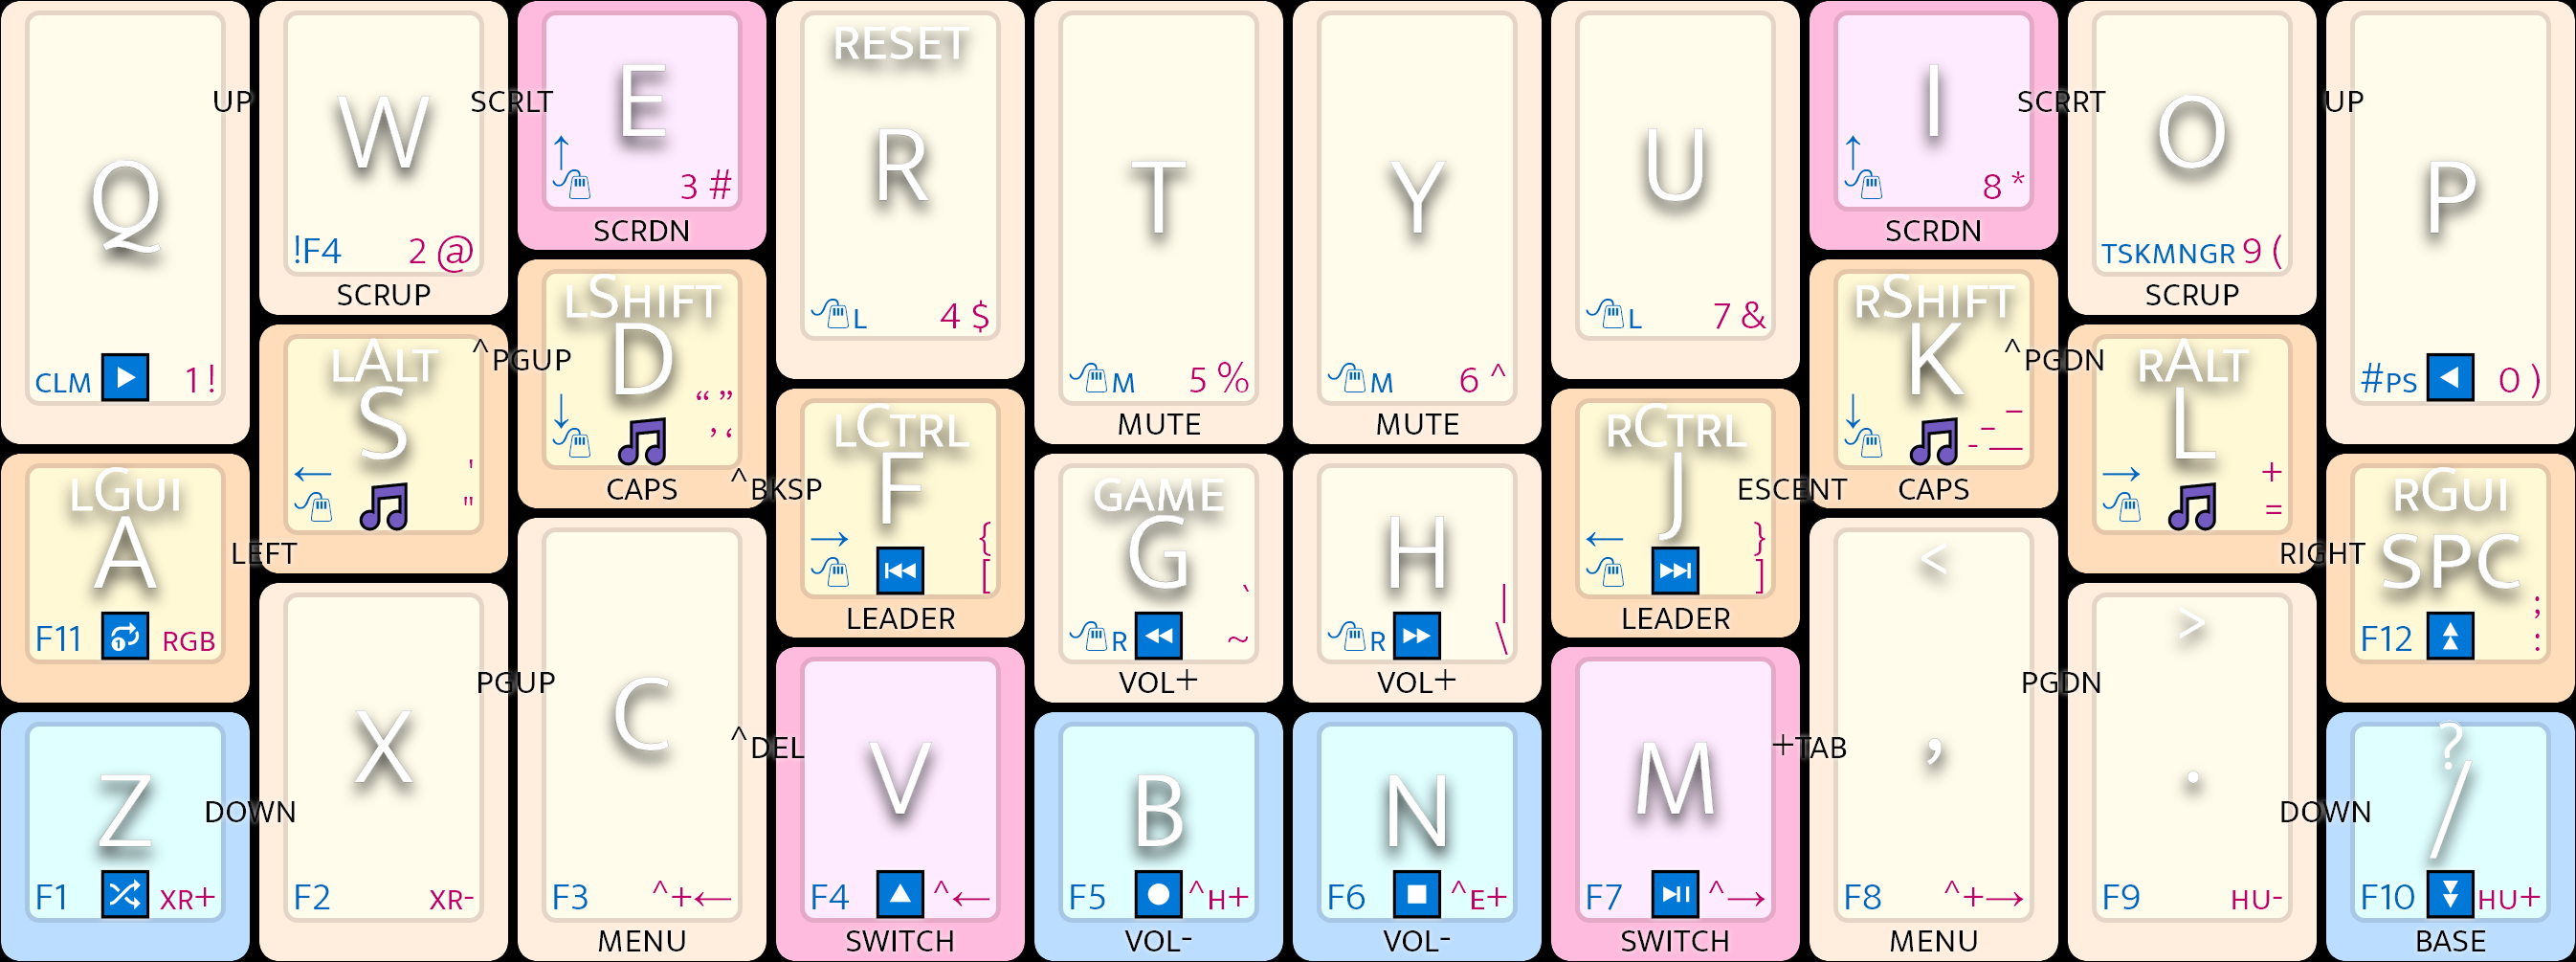 Q
UP
CLM ▶ 1 !
W
SCRLT
!F4 2 @
SCRUP
E
↑
3 #
SCRDN
RESET
R
L 4 $
T
M 5 %
MUTE
Y
M 6 ^
MUTE
U
L 7 &
I
SCRRT
↑
8 *
SCRDN
O
UP
TSKMNGR 9 (
SCRUP
P
#PS ◀ 0 )
LGUI
A
LEFT
F11 RGB
LALT
S
^PGUP
← '
"
LSHIFT
D
^BKSP
↓ “ ”
’ ‘
CAPS
LCTRL
F
→ {
⏮ [
LEADER
GAME
G
`
R ⏪ ~
VOL+
H
|
R ⏩ \
VOL+
RCTRL
J
ESCENT
← }
⏭ ]
LEADER
RSHIFT
K
^PGDN
↓ –
- _ —
CAPS
RALT
L
RIGHT
→ +
=
RGUI
SPC
;
F12 ⏫ :
Z
DOWN
F1 XR+
X
PGUP
F2 XR-
C
^DEL
F3 ^+←
MENU
V
F4 ▲ ^←
SWITCH
B
F5 ● ^H+
VOL-
N
F6 ■ ^E+
VOL-
M
+TAB
F7 ⏯ ^→
SWITCH
<
,
PGDN
F8 ^+→
MENU
>
.
DOWN
F9 HU-
?
/
F10 ⏬ HU+
BASE